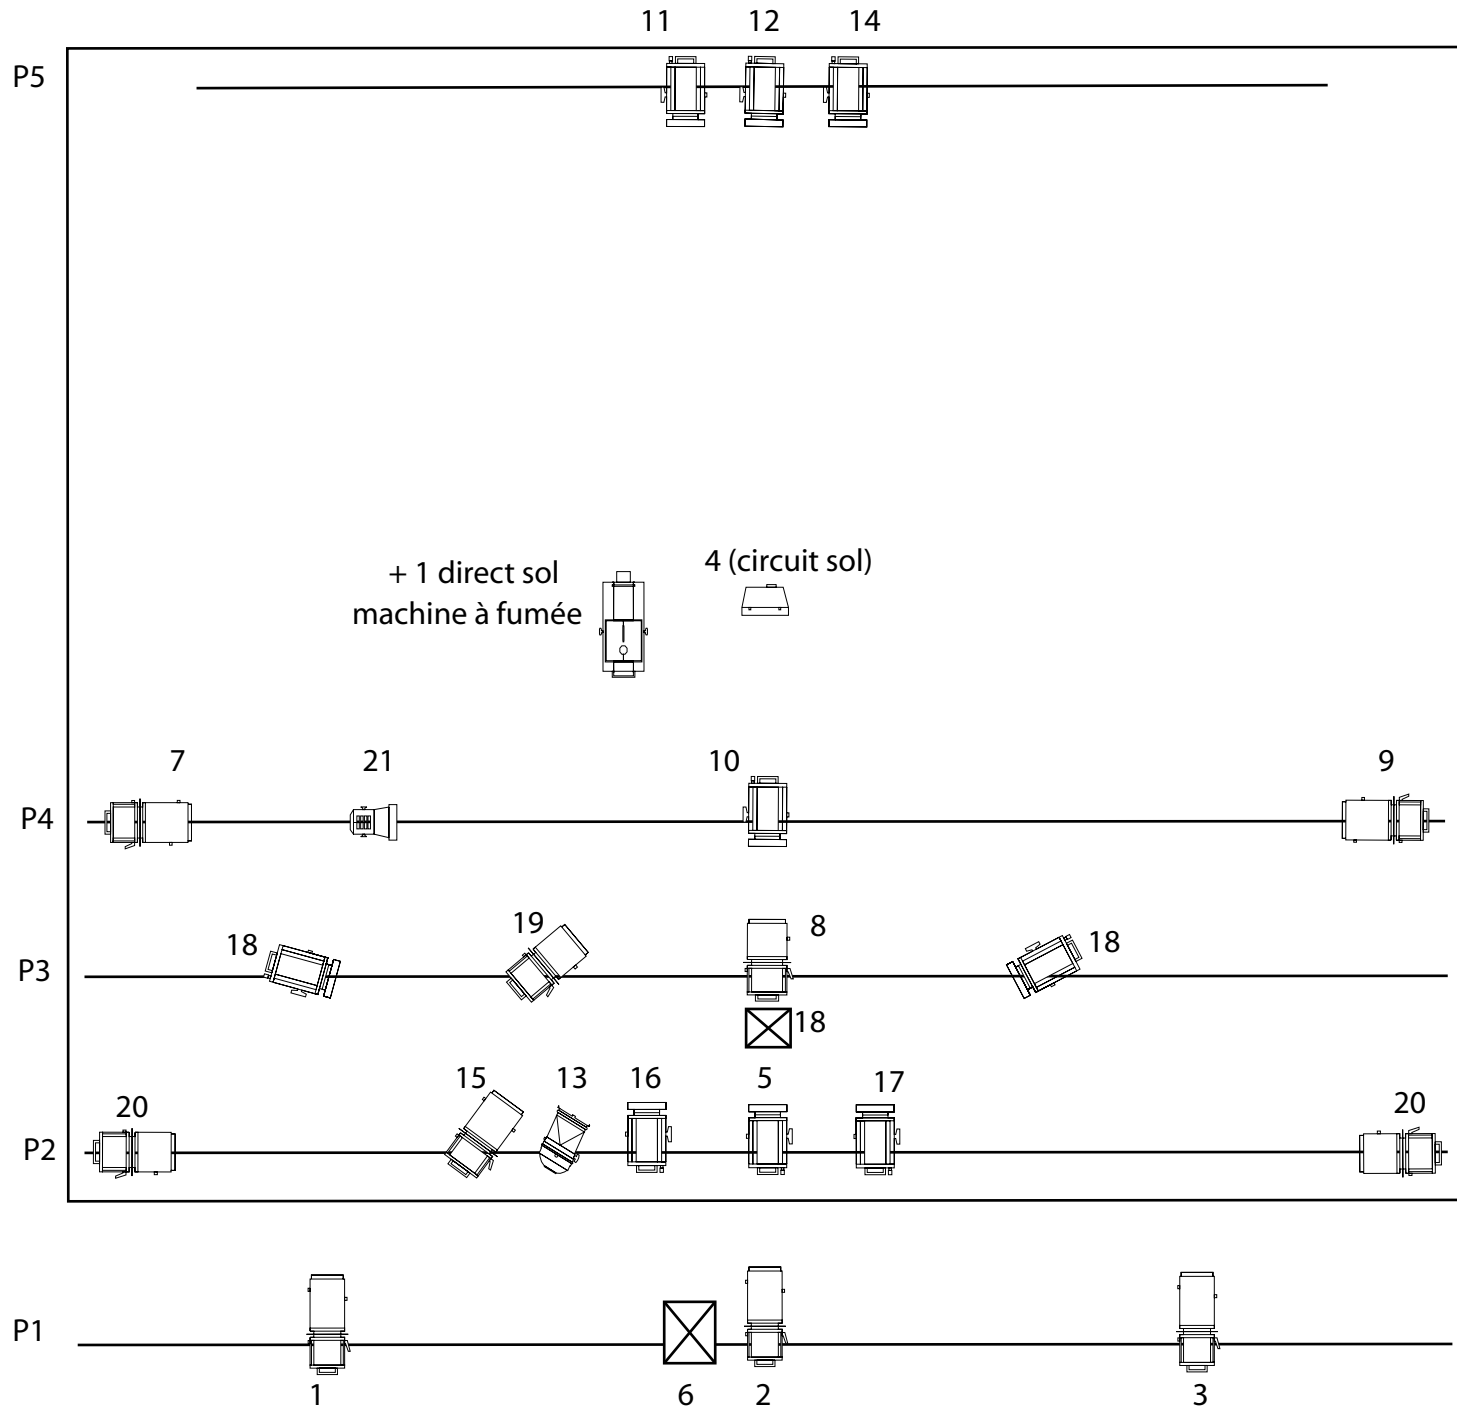 11 12 14
P5
+ 1 direct sol
machine à fumée
4 (circuit sol)
7 21 10 9
P4
18 19 8 18
P3
18
20 15 13 16 5 17 20
P2
P1
1 6 2 3